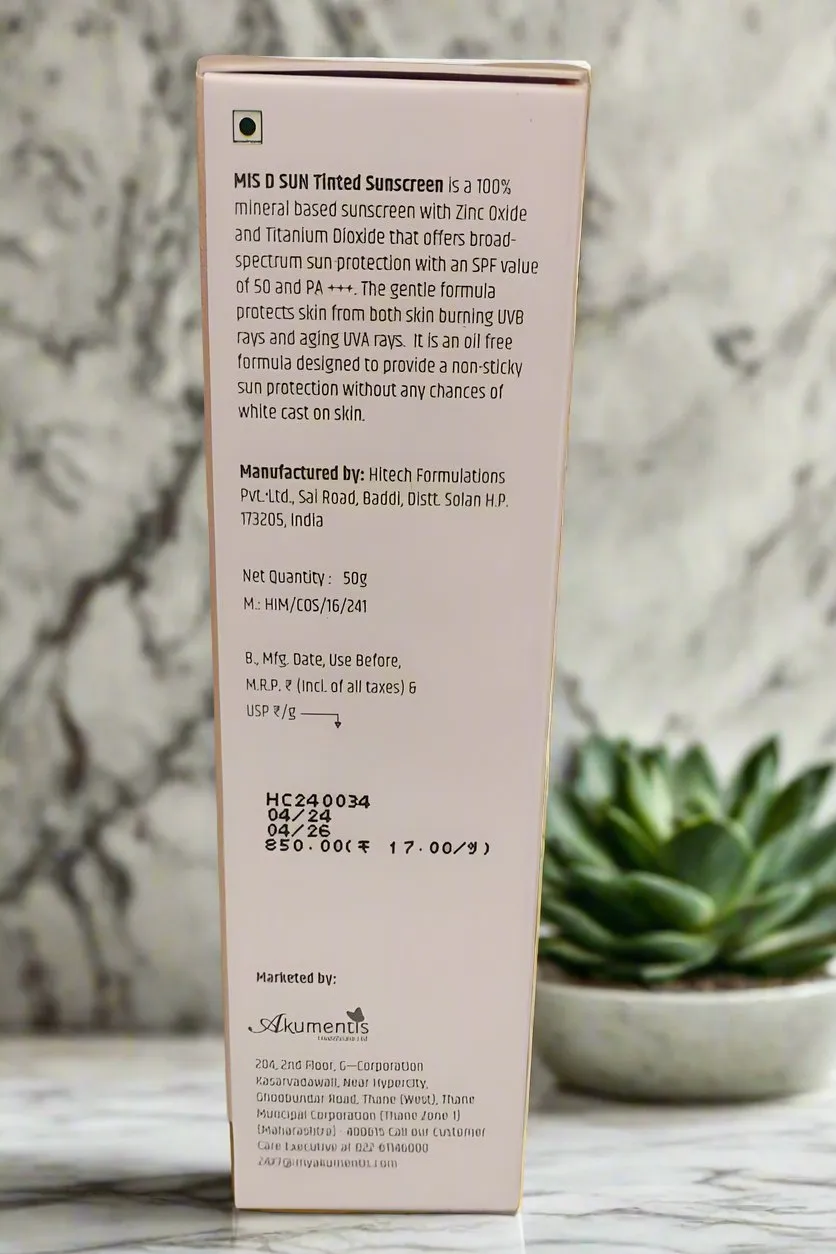 MIS D SUN Tinted Sunscreen is a 100%
mineral based sunscreen with Zinc Oxide
and Titanium Dioxide that offers broad-
spectrum sun protection with an SPF value
of 50 and PA +++. The gentle formula
protects skin from both skin burning UVB
rays and aging UVA rays. It is an oil free
formula designed to provide a non-sticky
sun protection without any chances of
white cast on skin.
Manufactured by: Hitech Formulations
Pvt. Ltd., Sai Road, Baddi, Distt. Solan H.P.
173205, India
Net Quantity : 50g
M.: HIM/COS/16/241
B., Mfg. Date, Use Before,
M.R.P. ₹ (Incl. of all taxes) &
USP ₹/g
HC240034
04/24
04/26
850.00(₹ 17.00/g)
Marketed by:
Akumentis
204, 2nd Floor, G-Corporation
Kasarvadawali, Near Hypercity,
Ghodbundar Road, Thane (West), Thane
Municipal Corporation (Thane Zone 1)
(Maharashtra) - 400615 Call our Customer
Care Executive at 022 61146000